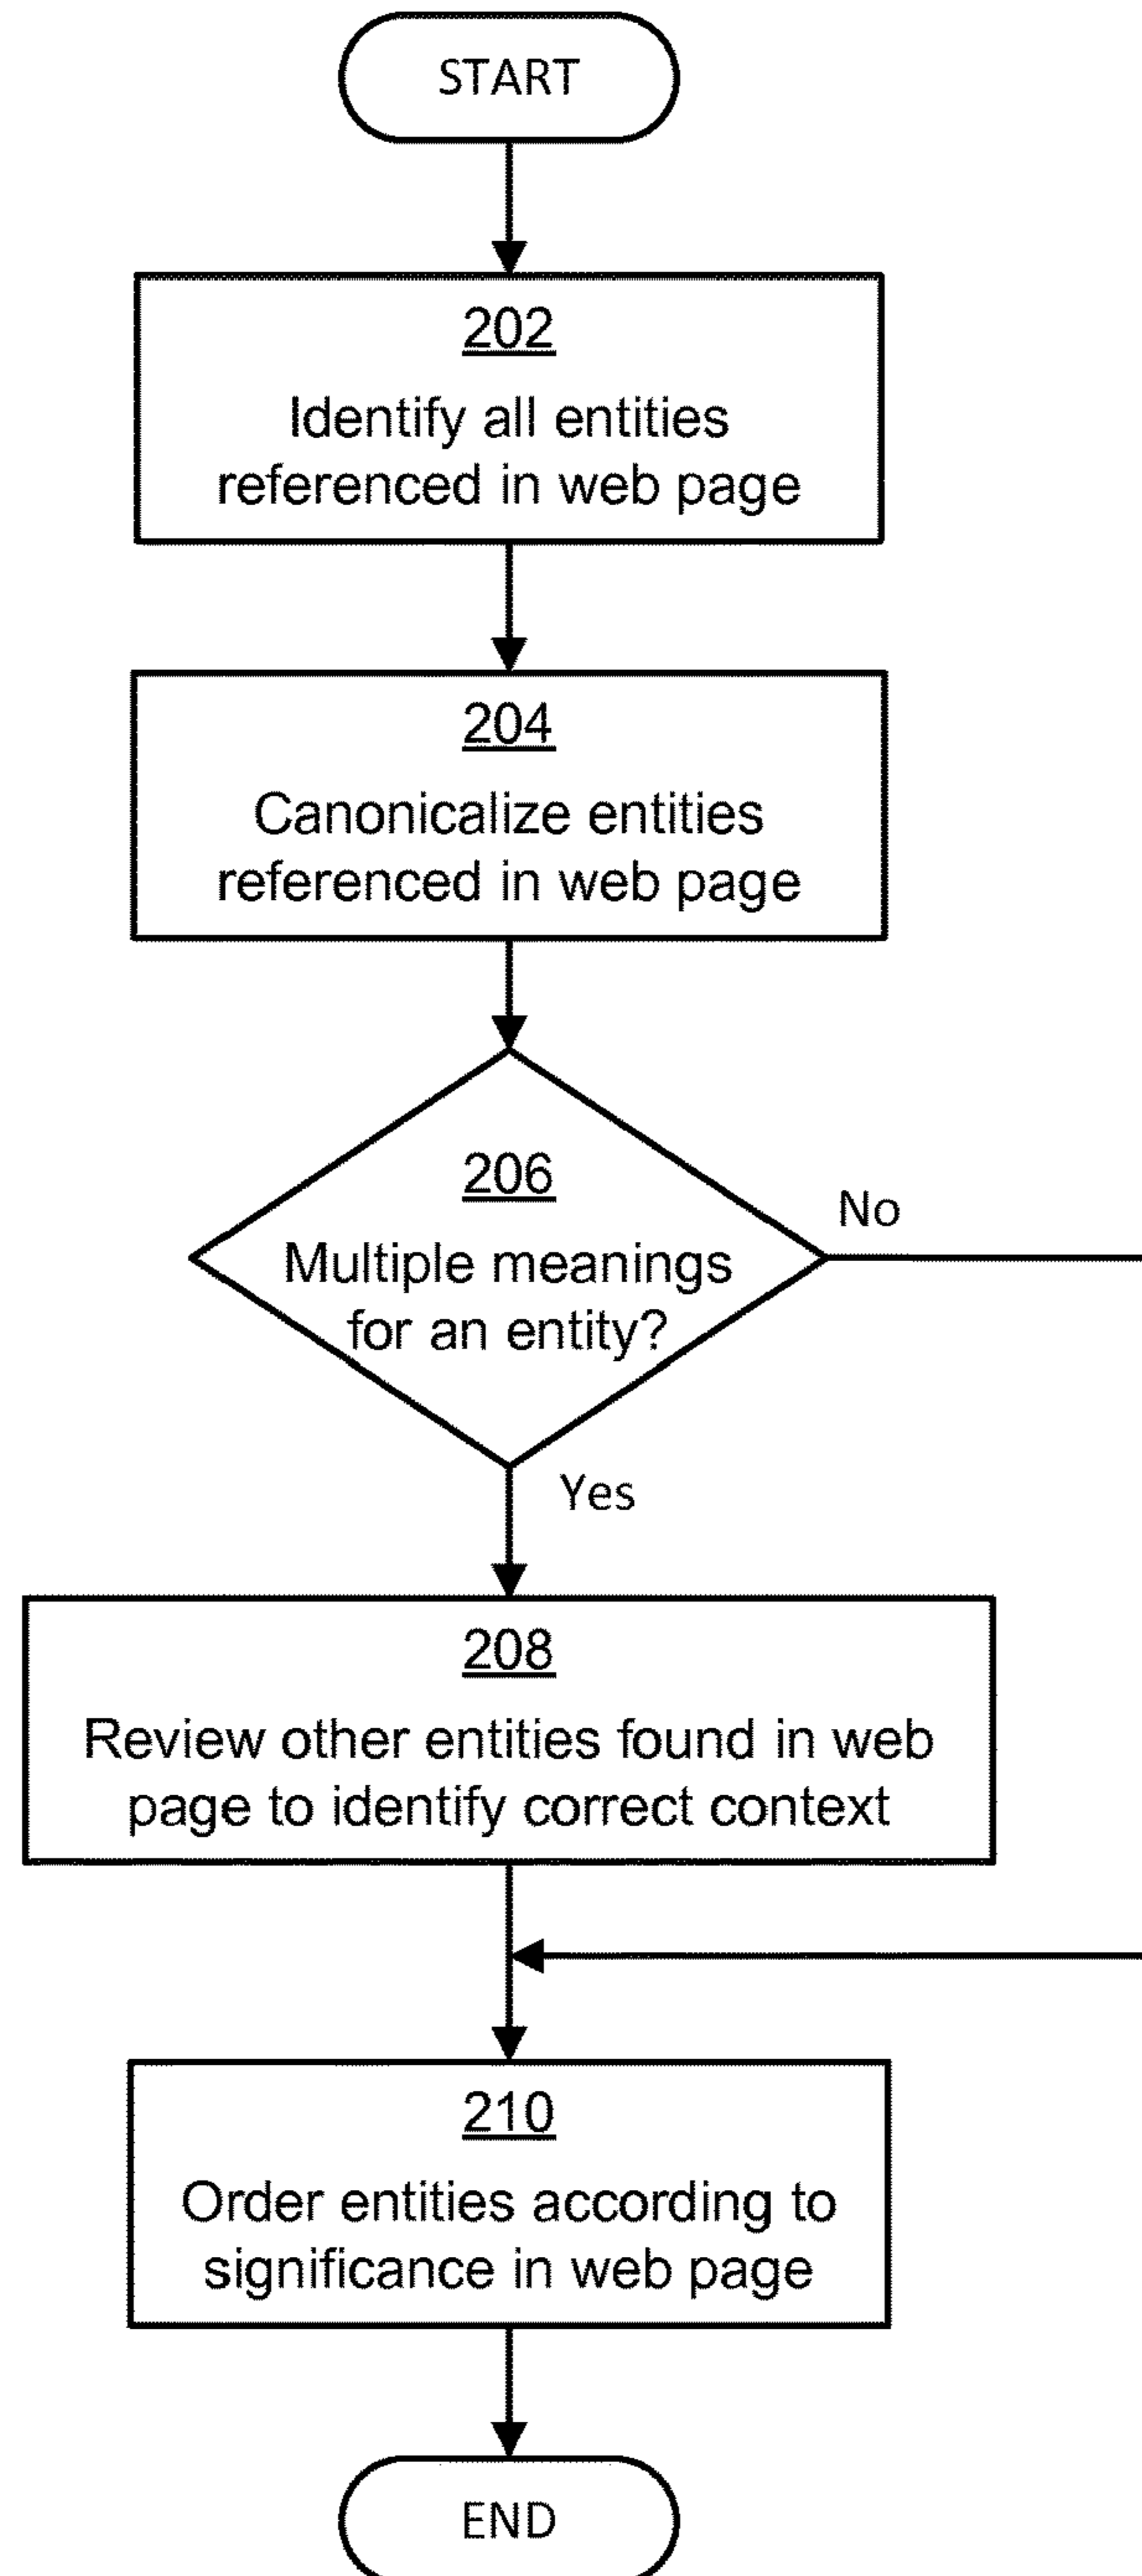 START
202
Identify all entities
referenced in web page
204
Canonicalize entities
referenced in web page
206
Multiple meanings
for an entity?
No
Yes
208
Review other entities found in web
page to identify correct context
210
Order entities according to
significance in web page
END